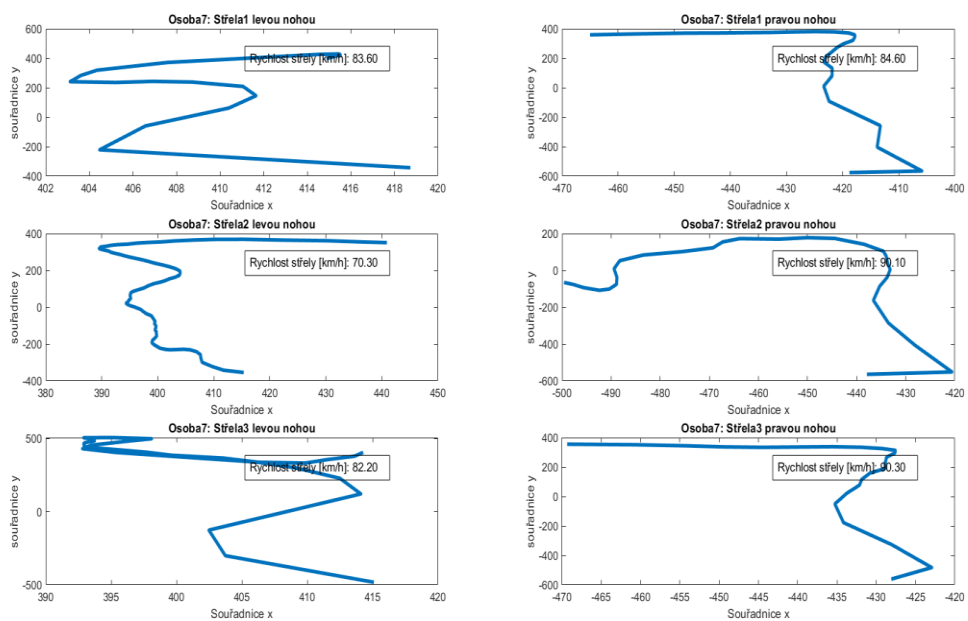 Osoba7: Střela1 levou nohou
600
400
200
0
-200
-400
souřadnice y
Rychlost střely [km/h]: 83.60
402 404 406 408 410 412 414 416 418 420
Souřadnice x
Osoba7: Střela1 pravou nohou
600
400
200
0
-200
-400
-600
souřadnice y
Rychlost střely [km/h]: 84.60
-470 -460 -450 -440 -430 -420 -410 -400
Souřadnice x
Osoba7: Střela2 levou nohou
400
200
0
-200
-400
souřadnice y
Rychlost střely [km/h]: 70.30
380 390 400 410 420 430 440 450
Souřadnice x
Osoba7: Střela2 pravou nohou
400
200
0
-200
-400
-600
souřadnice y
Rychlost střely [km/h]: 90.10
-500 -490 -480 -470 -460 -450 -440 -430 -420
Souřadnice x
Osoba7: Střela3 levou nohou
500
0
-500
souřadnice y
Rychlost střely [km/h]: 82.20
390 395 400 405 410 415 420
Souřadnice x
Osoba7: Střela3 pravou nohou
400
200
0
-200
-400
-600
souřadnice y
Rychlost střely [km/h]: 90.30
-470 -465 -460 -455 -450 -445 -440 -435 -430 -425 -420
Souřadnice x